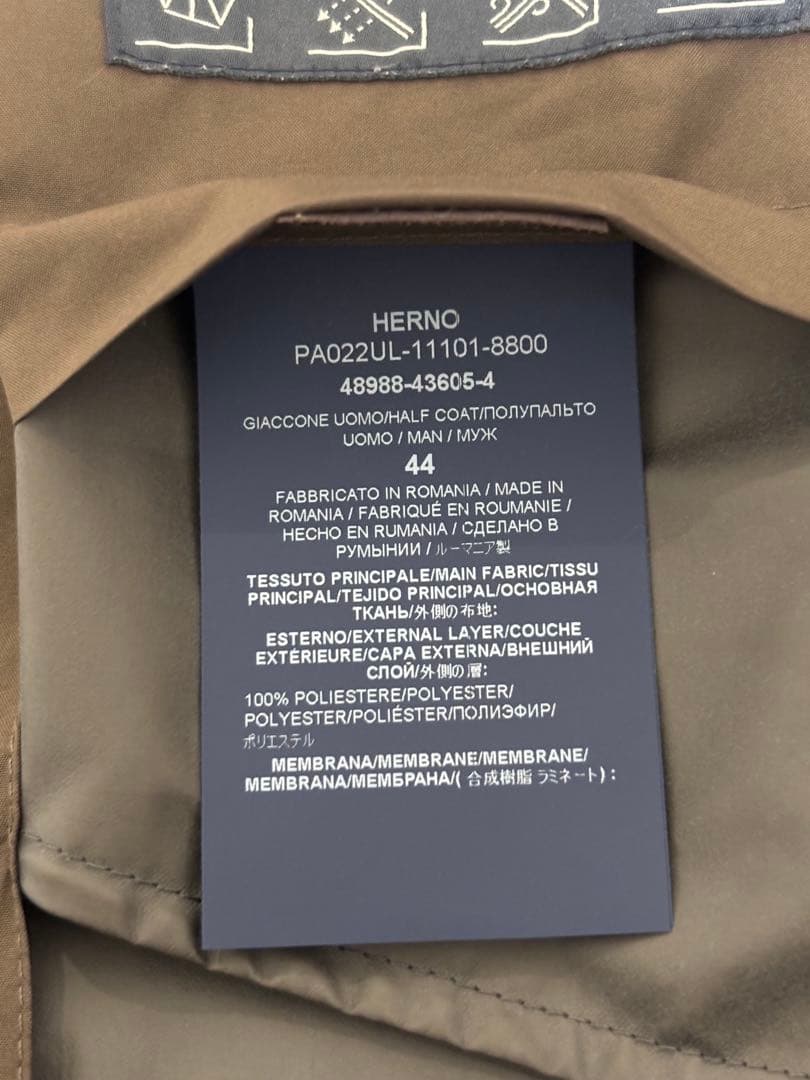 HERNO
PA022UL-11101-8800
48988-43605-4
GIACCONE UOMO/HALF COAT/ПОЛУПАЛЬТО
UOMO / MAN / МУЖ
44
FABBRICATO IN ROMANIA / MADE IN
ROMANIA / FABRIQUÉ EN ROUMANIE /
HECHO EN RUMANIA / СДЕЛАНО В
РУМЫНИИ / ルーマニア製
TESSUTO PRINCIPALE/MAIN FABRIC/TISSU
PRINCIPAL/TEJIDO PRINCIPAL/ОСНОВНАЯ
ТКАНЬ/外側の布地:
ESTERNO/EXTERNAL LAYER/COUCHE
EXTÉRIEURE/CAPA EXTERNA/ВНЕШНИЙ
СЛОЙ/外側の層:
100% POLIESTERE/POLYESTER/
POLYESTER/POLIÉSTER/ПОЛИЭФИР/
ポリエステル
MEMBRANA/MEMBRANE/MEMBRANE/
MEMBRANA/МЕМБРАНА/( 合成樹脂 ラミネート) :